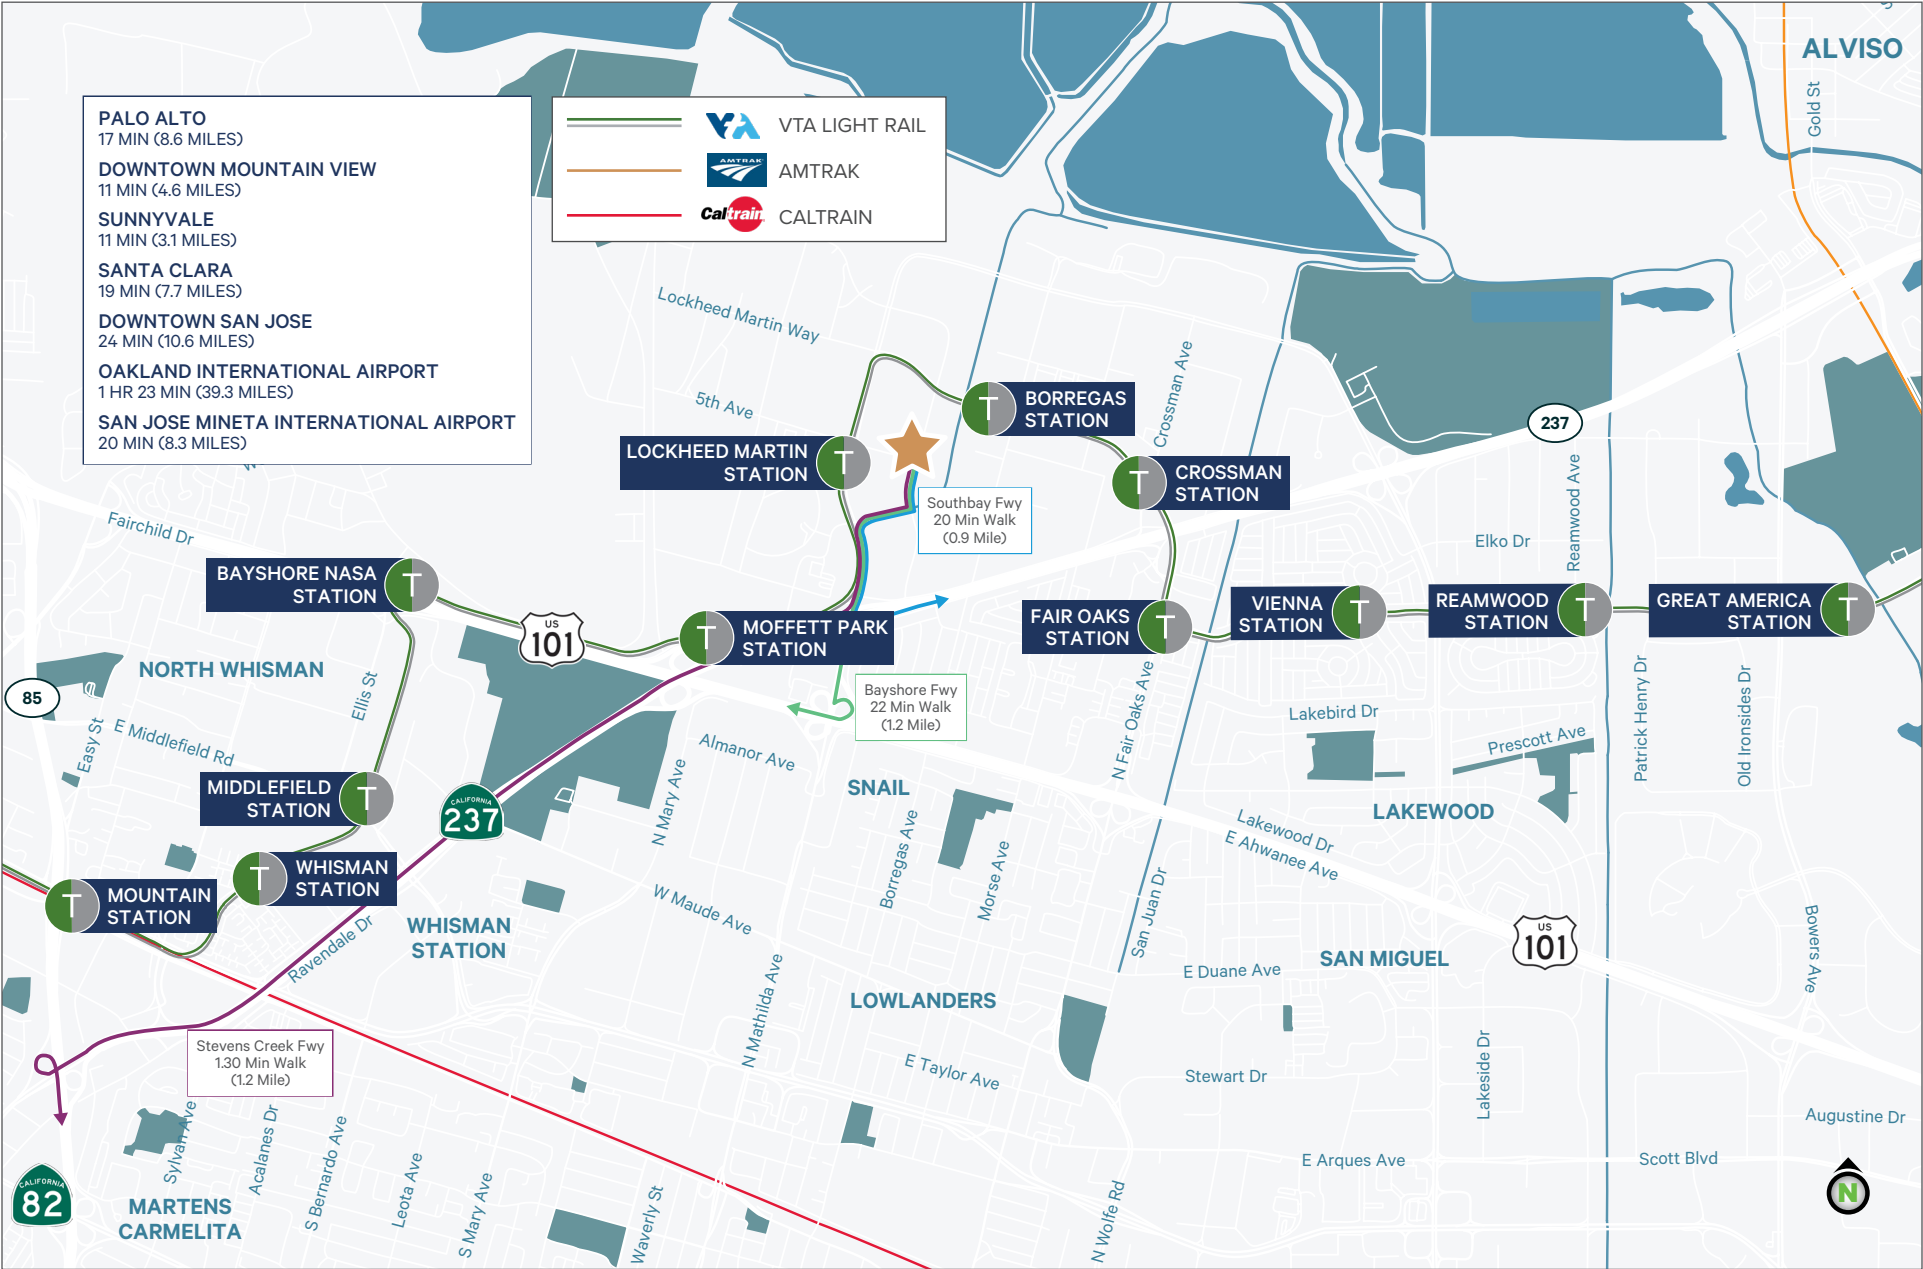 ALVISO
Gold St
PALO ALTO
17 MIN (8.6 MILES)
DOWNTOWN MOUNTAIN VIEW
11 MIN (4.6 MILES)
SUNNYVALE
11 MIN (3.1 MILES)
SANTA CLARA
19 MIN (7.7 MILES)
DOWNTOWN SAN JOSE
24 MIN (10.6 MILES)
OAKLAND INTERNATIONAL AIRPORT
1 HR 23 MIN (39.3 MILES)
SAN JOSE MINETA INTERNATIONAL AIRPORT
20 MIN (8.3 MILES)
VTA VTA LIGHT RAIL
AMTRAK AMTRAK
Caltrain CALTRAIN
Lockheed Martin Way
5th Ave
Crossman Ave
T BORREGAS
STATION
237
LOCKHEED MARTIN
STATION T
T CROSSMAN
STATION
Reamwood Ave
Southbay Fwy
20 Min Walk
(0.9 Mile)
Fairchild Dr
Elko Dr
BAYSHORE NASA
STATION T
US
101
T MOFFETT PARK
STATION
FAIR OAKS
STATION T
VIENNA
STATION T
REAMWOOD
STATION T
GREAT AMERICA
STATION T
NORTH WHISMAN
85
Ellis St
Easy St
E Middlefield Rd
Bayshore Fwy
22 Min Walk
(1.2 Mile)
N Fair Oaks Ave
Lakebird Dr
Prescott Ave
Patrick Henry Dr
Old Ironsides Dr
Almanor Ave
N Mary Ave
SNAIL
LAKEWOOD
MIDDLEFIELD
STATION T
CALIFORNIA
237
Borregas Ave
Morse Ave
Lakewood Dr
E Ahwanee Ave
T WHISMAN
STATION
T MOUNTAIN
STATION
W Maude Ave
San Juan Dr
Bowers Ave
US
101
WHISMAN
STATION
Ravendale Dr
SAN MIGUEL
E Duane Ave
N Mathilda Ave
LOWLANDERS
Stevens Creek Fwy
1.30 Min Walk
(1.2 Mile)
E Taylor Ave
Stewart Dr
Lakeside Dr
Augustine Dr
Sylvan Ave
Acalanes Dr
S Bernardo Ave
Leota Ave
S Mary Ave
Waverly St
N Wolfe Rd
E Arques Ave
Scott Blvd
CALIFORNIA
82
MARTENS
CARMELITA
N